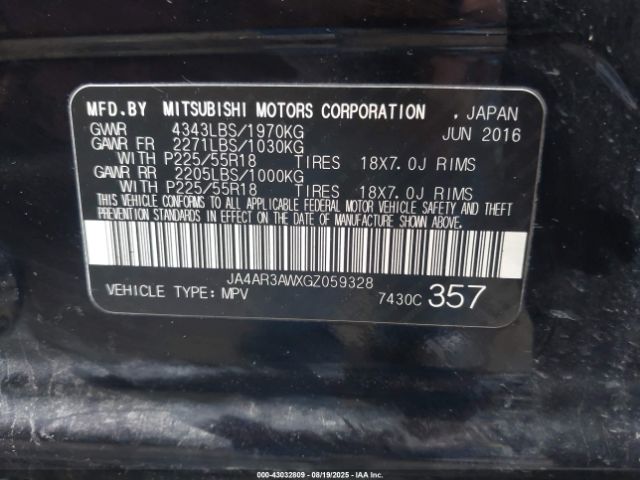 MFD.BY MITSUBISHI MOTORS CORPORATION , JAPAN
GVWR 4343LBS/1970KG JUN 2016
GAWR FR 2271LBS/1030KG
WITH P225/55R18 TIRES 18X7.0J RIMS
GAWR RR 2205LBS/1000KG
WITH P225/55R18 TIRES 18X7.0J RIMS
THIS VEHICLE CONFORMS TO ALL APPLICABLE FEDERAL MOTOR VEHICLE SAFETY AND THEFT
PREVENTION STANDARDS IN EFFECT ON THE DATE OF MANUFACTURE SHOWN ABOVE.
JA4AR3AWXGZ059328
VEHICLE TYPE: MPV 7430C 357
000-43032809 - 08/19/2025 - IAAI.COM